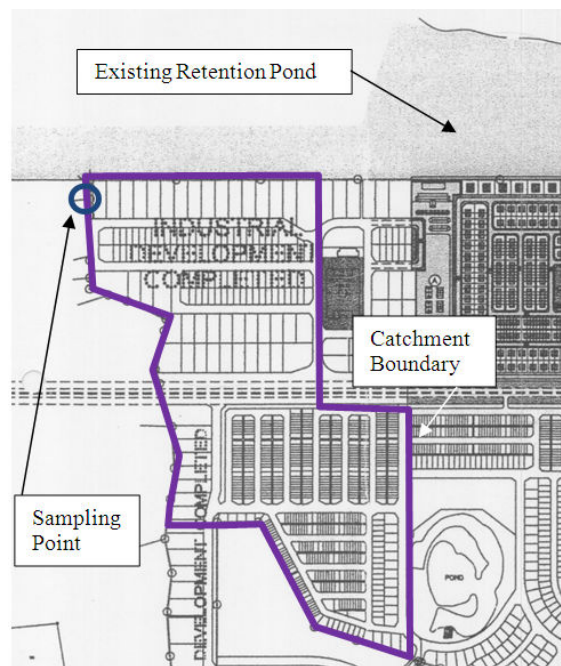 Existing Retention Pond
INDUSTRIAL
DEVELOPMENT
COMPLETED
A
Catchment
Boundary
Sampling
Point
DEVELOPMENT COMPLETED
POND